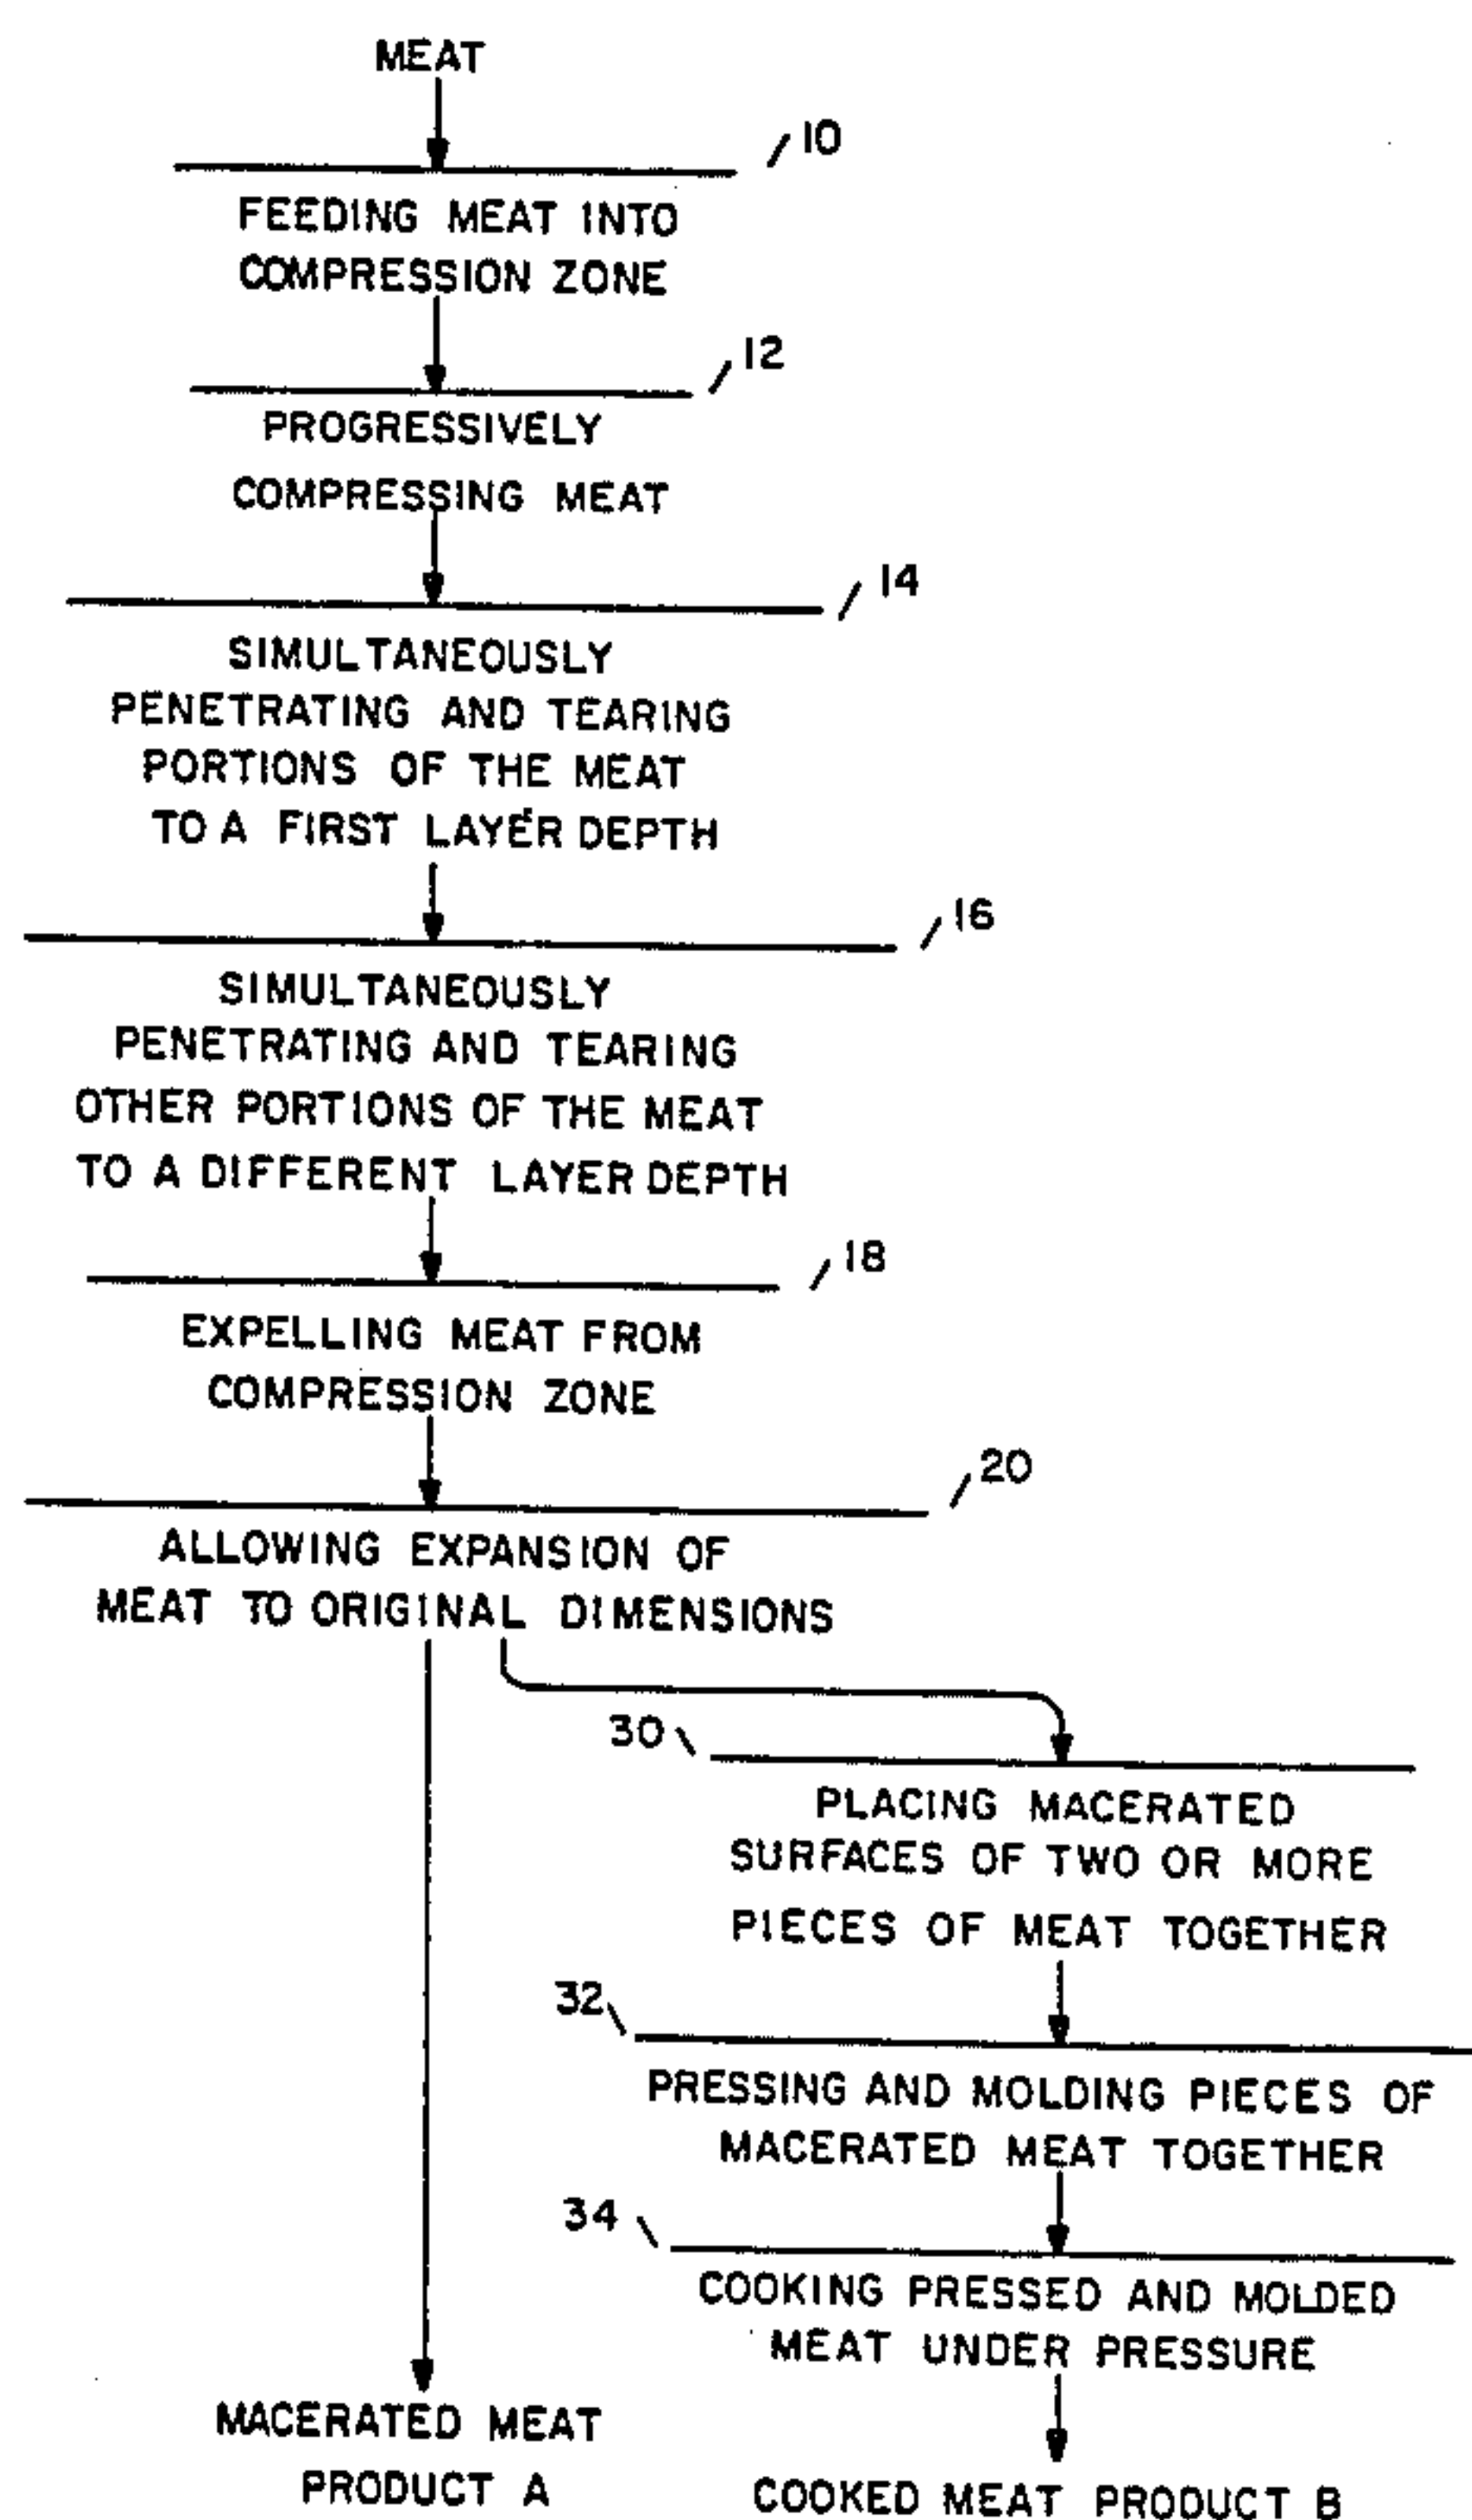 MEAT
10
FEEDING MEAT INTO
COMPRESSION ZONE
12
PROGRESSIVELY
COMPRESSING MEAT
14
SIMULTANEOUSLY
PENETRATING AND TEARING
PORTIONS OF THE MEAT
TO A FIRST LAYER DEPTH
16
SIMULTANEOUSLY
PENETRATING AND TEARING
OTHER PORTIONS OF THE MEAT
TO A DIFFERENT LAYER DEPTH
18
EXPELLING MEAT FROM
COMPRESSION ZONE
20
ALLOWING EXPANSION OF
MEAT TO ORIGINAL DIMENSIONS
30
PLACING MACERATED
SURFACES OF TWO OR MORE
PIECES OF MEAT TOGETHER
32
PRESSING AND MOLDING PIECES OF
MACERATED MEAT TOGETHER
34
COOKING PRESSED AND MOLDED
MEAT UNDER PRESSURE
MACERATED MEAT
PRODUCT A
COOKED MEAT PRODUCT B